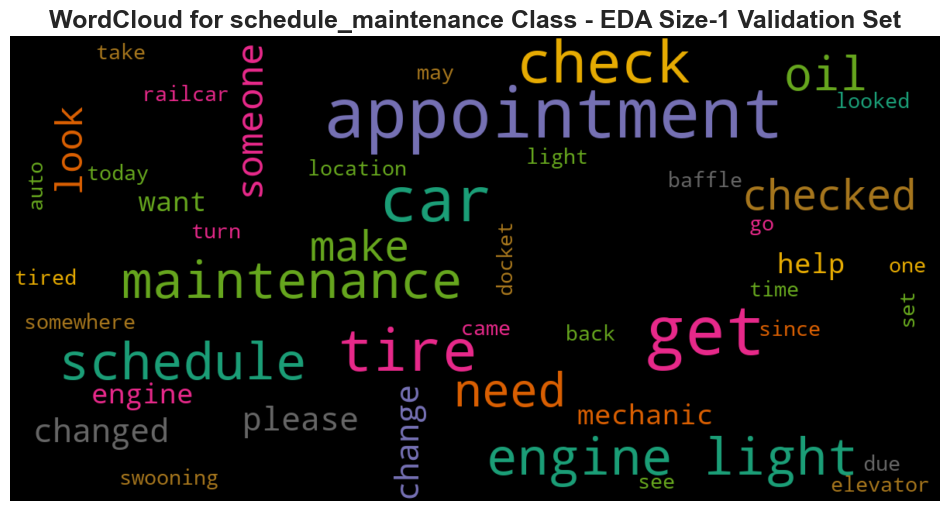 WordCloud for schedule_maintenance Class - EDA Size-1 Validation Set
take
may
check
oil
railcar
someone
looked
look
appointment
light
auto
today
location
baffle
want
car
checked
turn
go
make
docket
help
one
tired
maintenance
time
set
somewhere
came
back
get
since
schedule
tire
engine
need
changed
please
change
mechanic
engine light
due
swooning
see
elevator